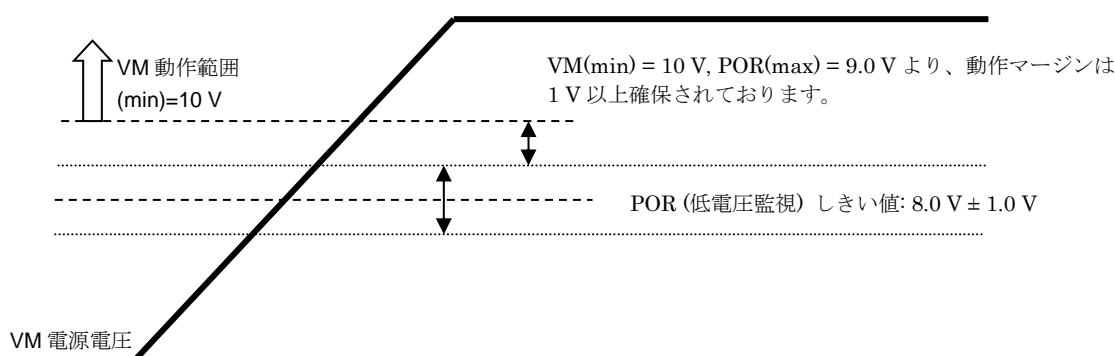 VM 動作範囲
(min)=10 V
VM(min) = 10 V, POR(max) = 9.0 V より、動作マージンは
1 V 以上確保されております。
POR (低電圧監視) しきい値: 8.0 V ± 1.0 V
VM 電源電圧